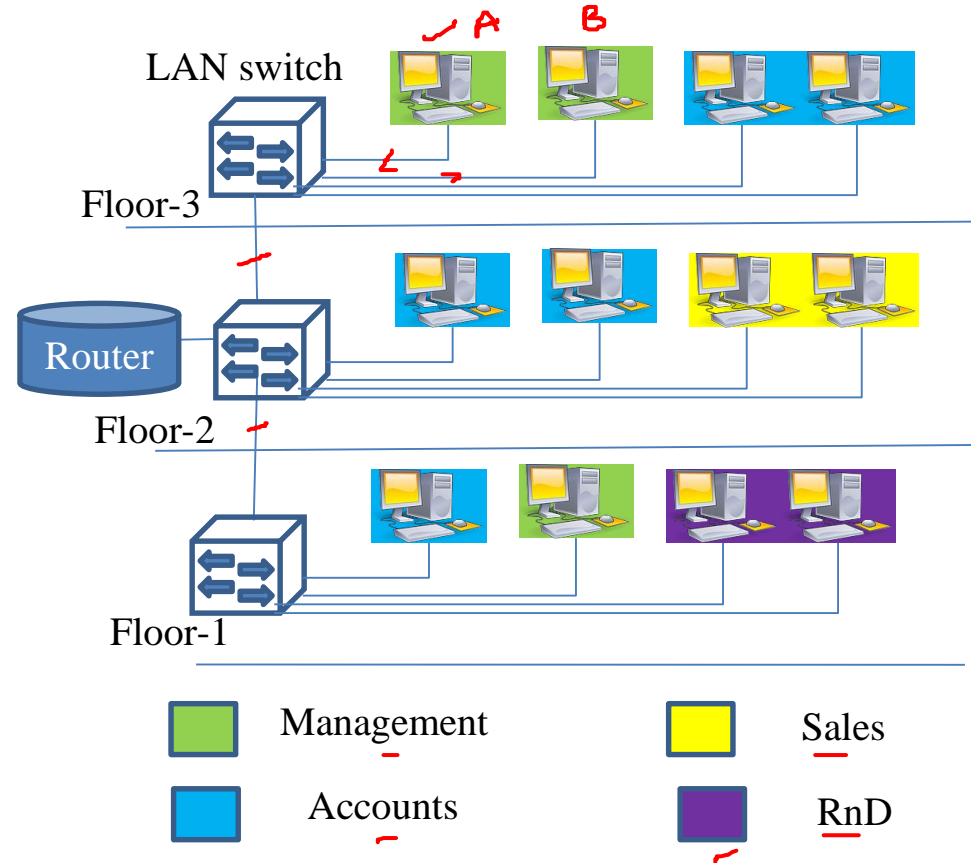 A B
LAN switch
Floor-3
Router
Floor-2
Floor-1
Management Sales
Accounts RnD